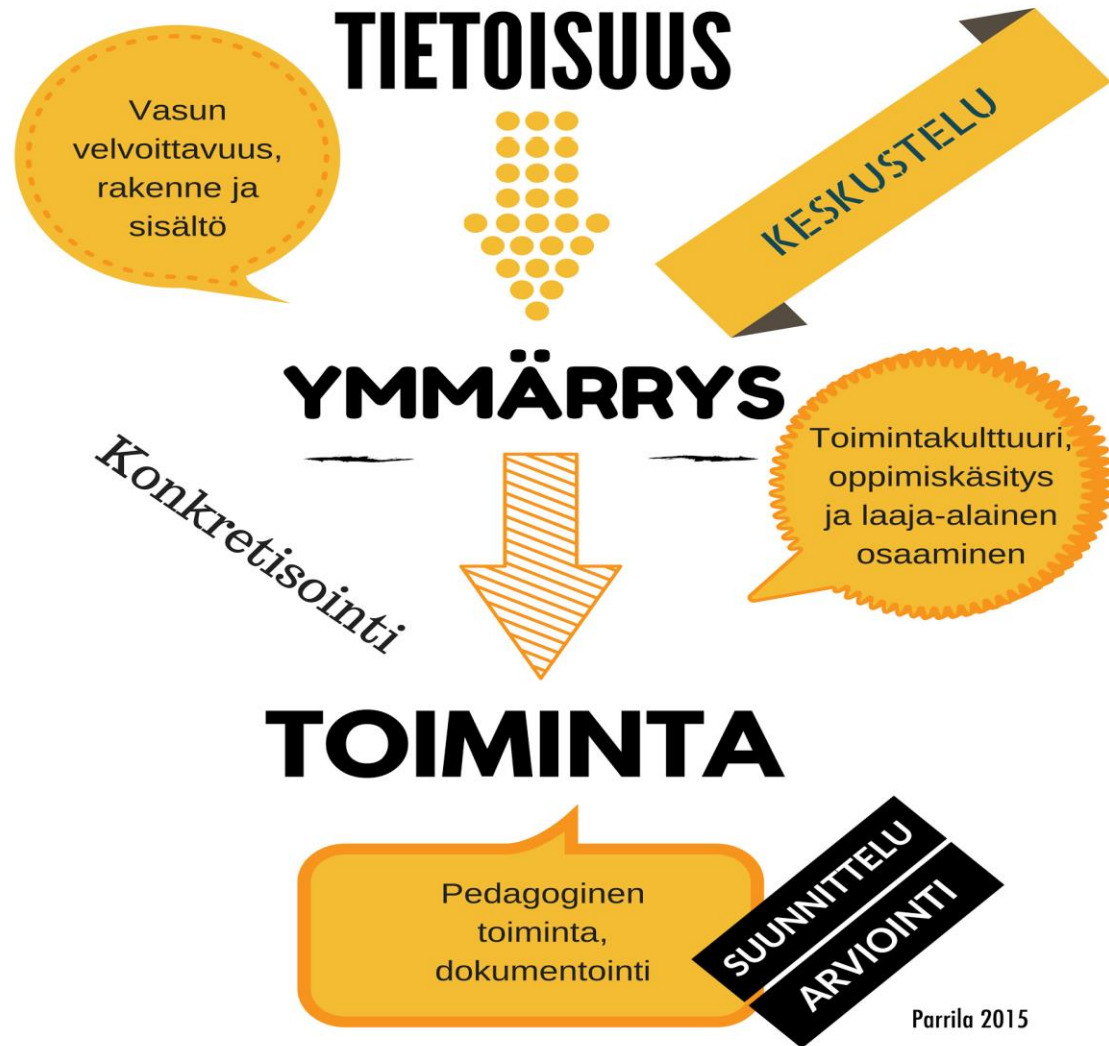 TIETOISUUS
Vasun
velvoittavuus,
rakenne ja
sisältö
KESKUSTELU
YMMÄRRYS
Toimintakulttuuri,
oppimiskäsitys
ja laaja-alainen
osaaminen
Konkretisointi
TOIMINTA
Pedagoginen
toiminta,
dokumentointi
SUUNNITTELU
ARVIOINTI
Parrila 2015